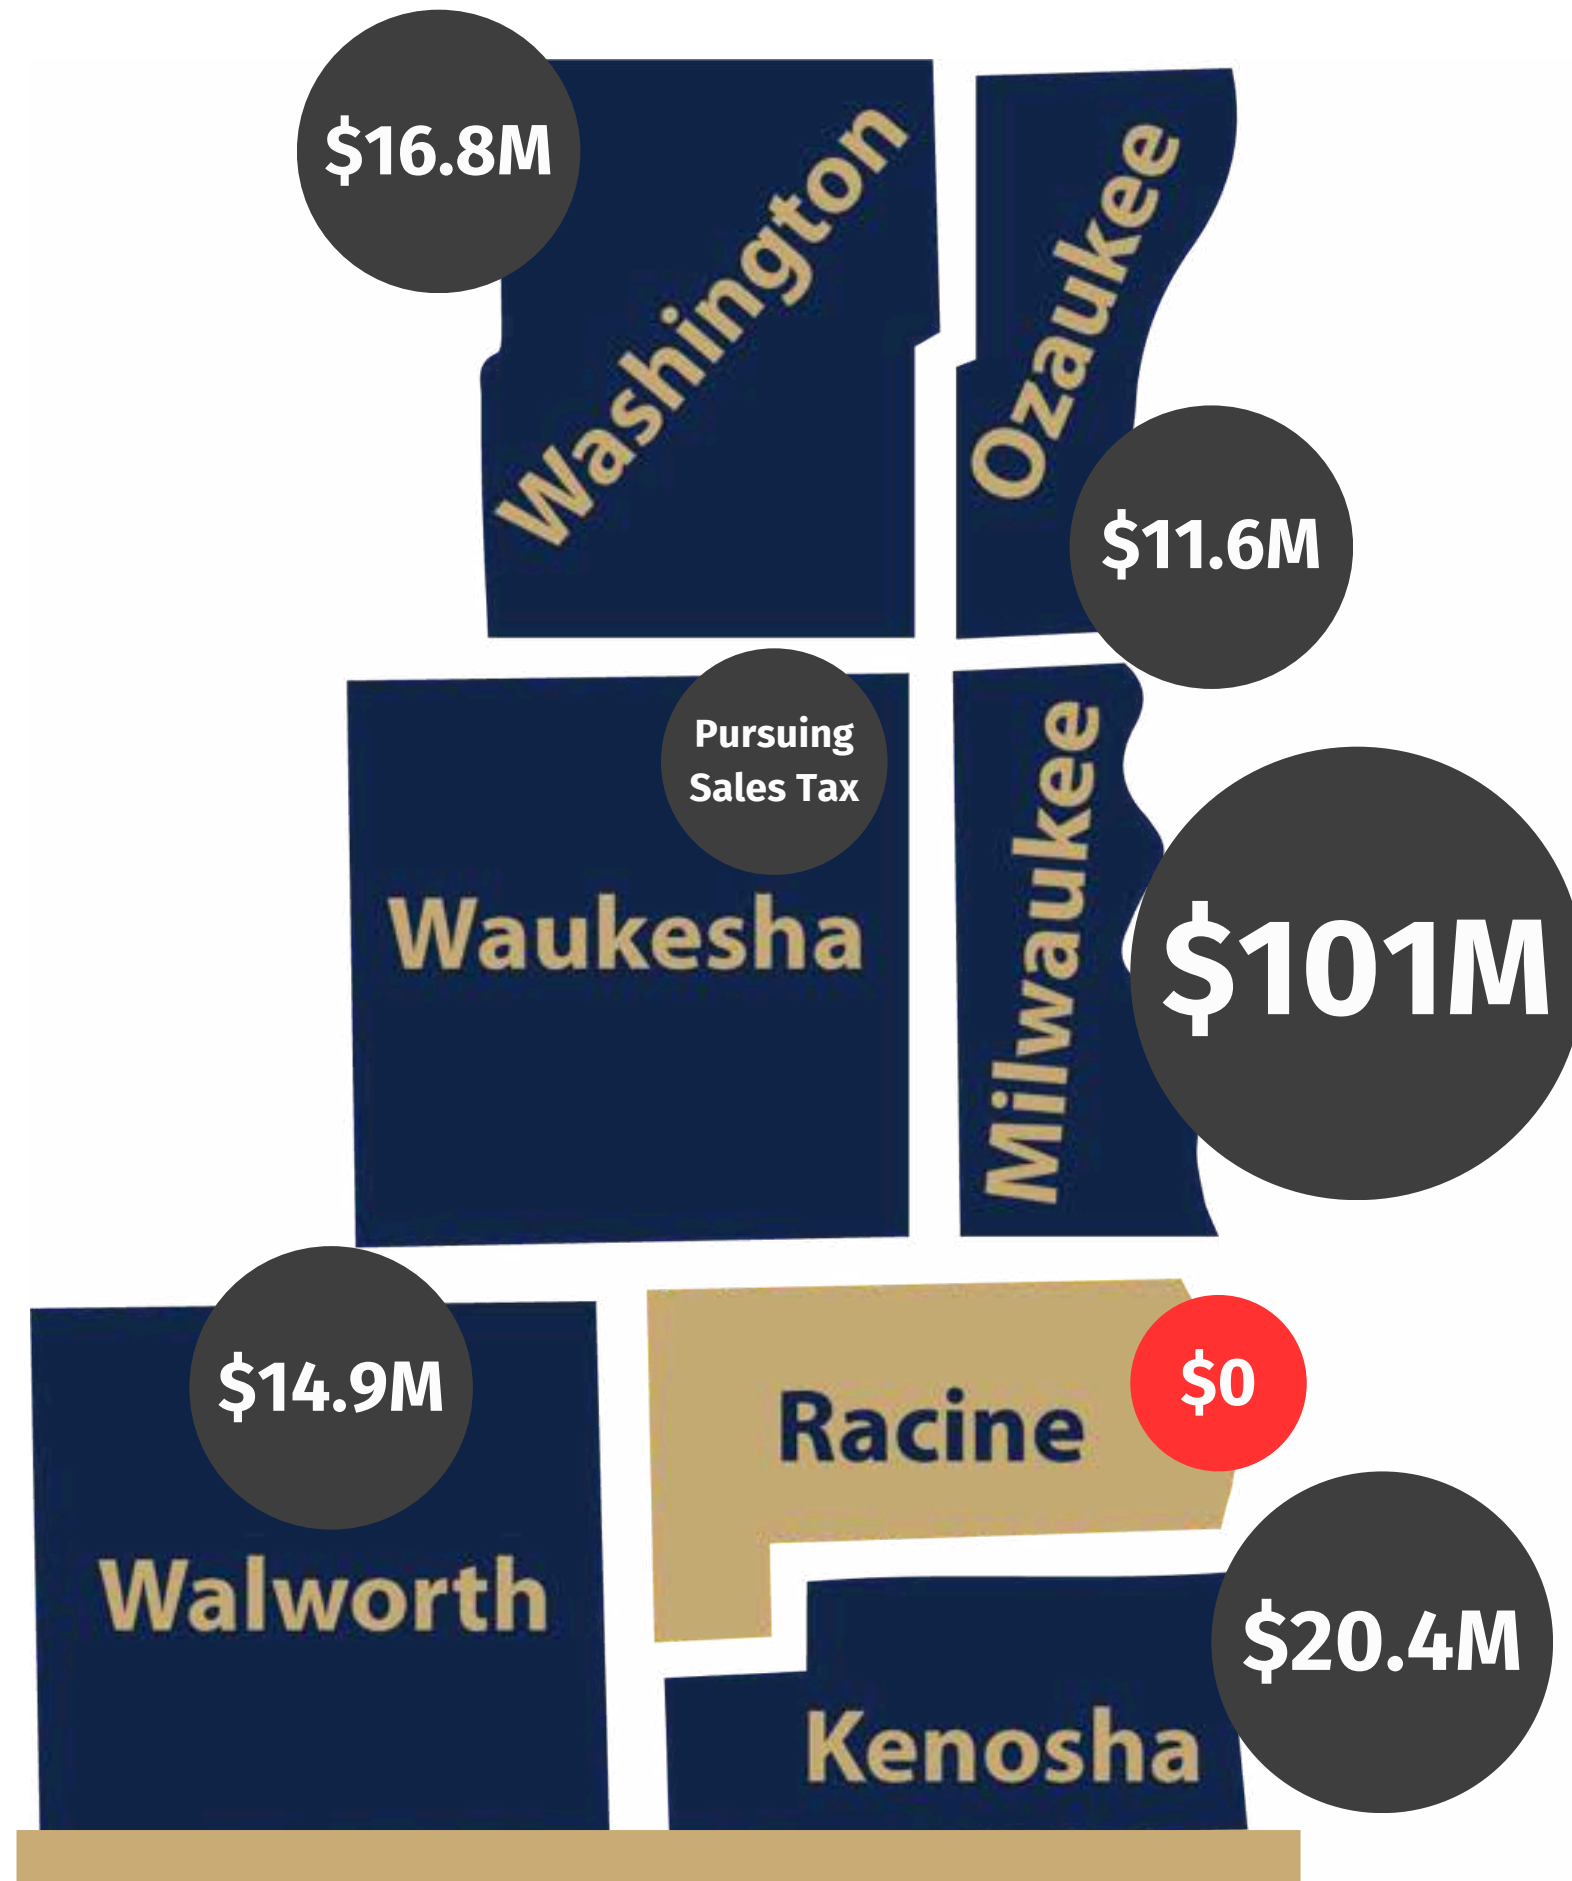 $16.8M
Washington
Ozaukee
$11.6M
Pursuing
Sales Tax
Waukesha
Milwaukee
$101M
$14.9M
Walworth
Racine
$0
$20.4M
Kenosha